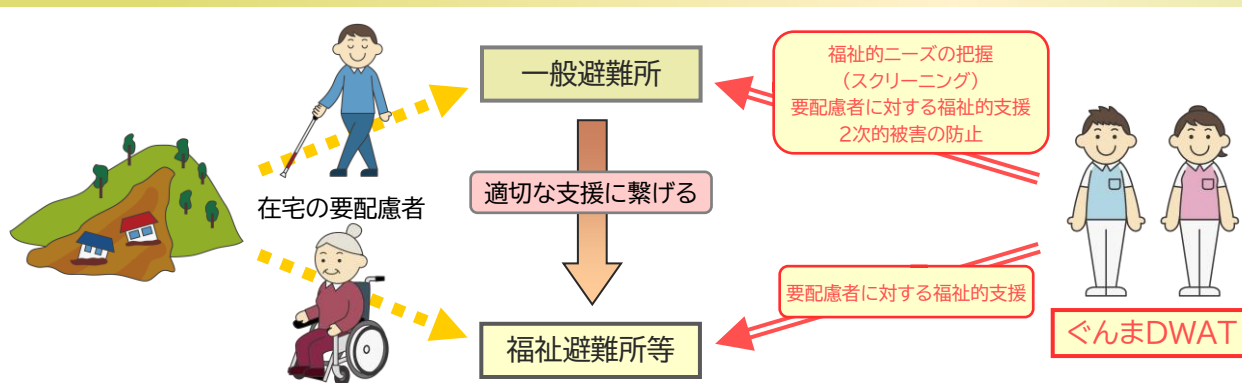 一般避難所
福祉的ニーズの把握
(スクリーニング)
要配慮者に対する福祉的支援
2次的被害の防止
在宅の要配慮者
適切な支援に繋げる
要配慮者に対する福祉的支援
福祉避難所等
ぐんまDWAT